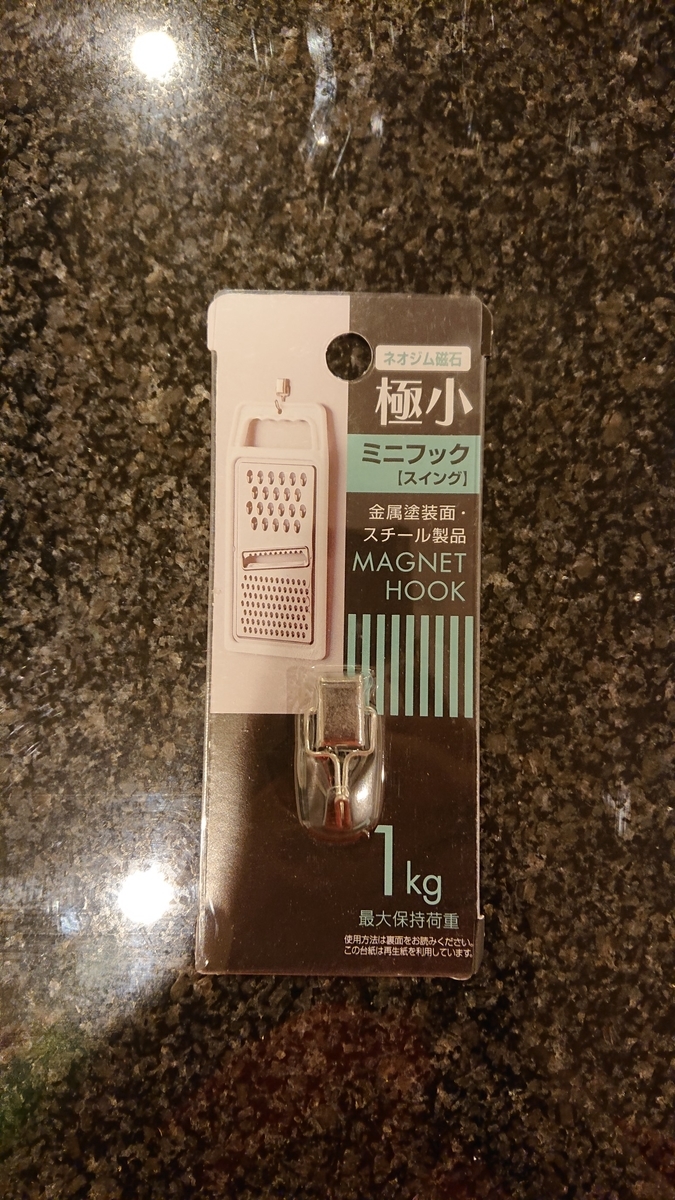 ネオジム磁石
極小
ミニフック
【スイング】
金属塗装面・
スチール製品
MAGNET
HOOK
1kg
最大保持荷重
使用方法は裏面をお読みください。
この台紙は再生紙を利用しています。